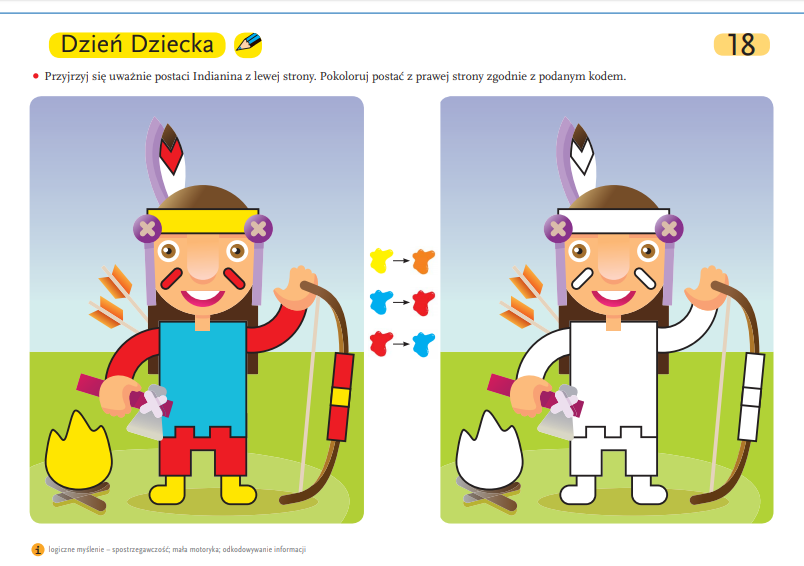 Dzień Dziecka
18
Przyjrzyj się uważnie postaci Indianina z lewej strony. Pokoloruj postać z prawej strony zgodnie z podanym kodem.
i logiczne myślenie – spostrzegawczość; mała motoryka; odkodowywanie informacji